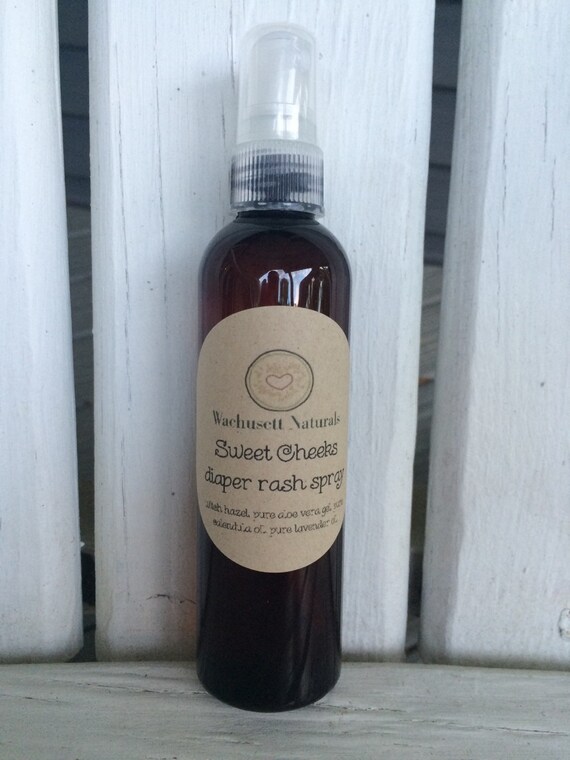 Wachusett Naturals
Sweet Cheeks
diaper rash spray
witch hazel, pure aloe vera gel, pure
calendula oil, pure lavender oil